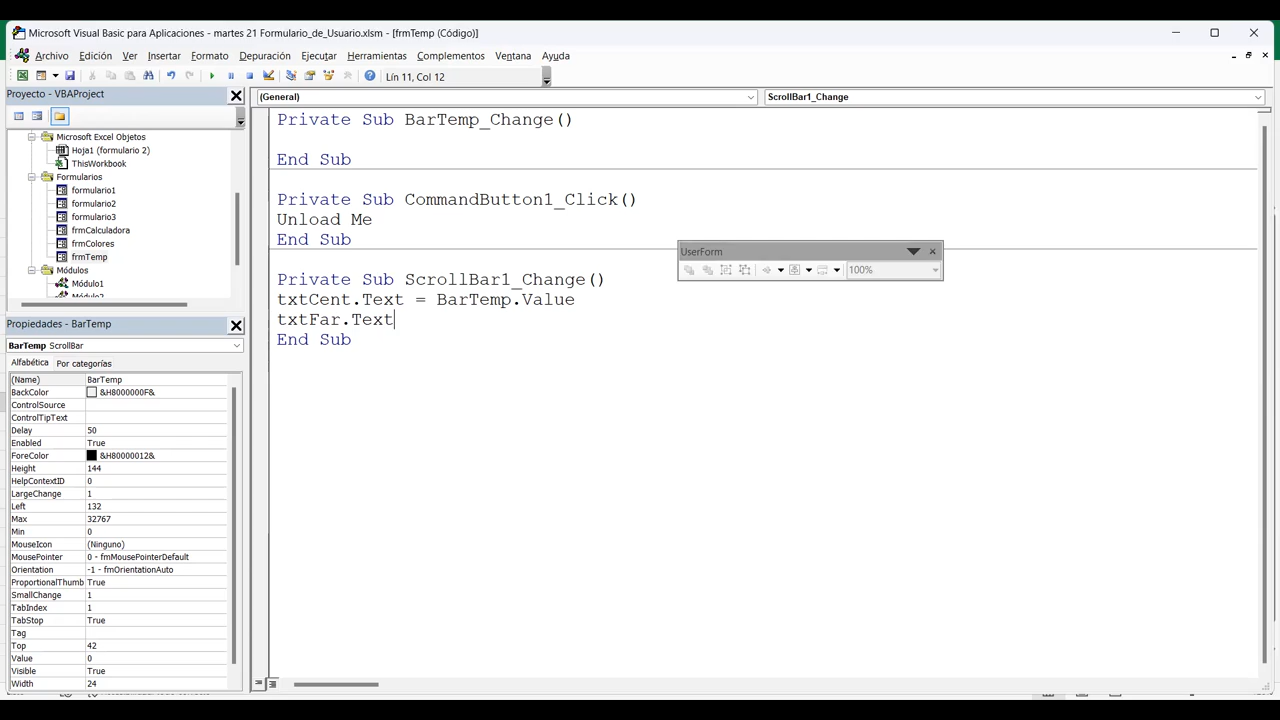 Microsoft Visual Basic para Aplicaciones - martes 21 Formulario_de_Usuario.xlsm - [frmTemp (Código)]
Archivo Edición Ver Insertar Formato Depuración Ejecutar Herramientas Complementos Ventana Ayuda
Lín 11, Col 12
Proyecto - VBAProject
Microsoft Excel Objetos
Hoja1 (formulario 2)
ThisWorkbook
Formularios
formulario1
formulario2
formulario3
frmCalculadora
frmColores
frmTemp
Módulos
Módulo1
Módulo2
Propiedades - BarTemp
BarTemp ScrollBar
Alfabética Por categorías
(Name) BarTemp
BackColor &H8000000F&
ControlSource
ControlTipText
Delay 50
Enabled True
ForeColor &H80000012&
Height 144
HelpContextID 0
LargeChange 1
Left 132
Max 32767
Min 0
MouseIcon (Ninguno)
MousePointer 0 - fmMousePointerDefault
Orientation -1 - fmOrientationAuto
ProportionalThumb True
SmallChange 1
TabIndex 1
TabStop True
Tag
Top 42
Value 0
Visible True
Width 24
(General) ScrollBar1_Change
Private Sub BarTemp_Change()
End Sub
Private Sub CommandButton1_Click()
Unload Me
End Sub
Private Sub ScrollBar1_Change()
txtCent.Text = BarTemp.Value
txtFar.Text
End Sub
UserForm
100%